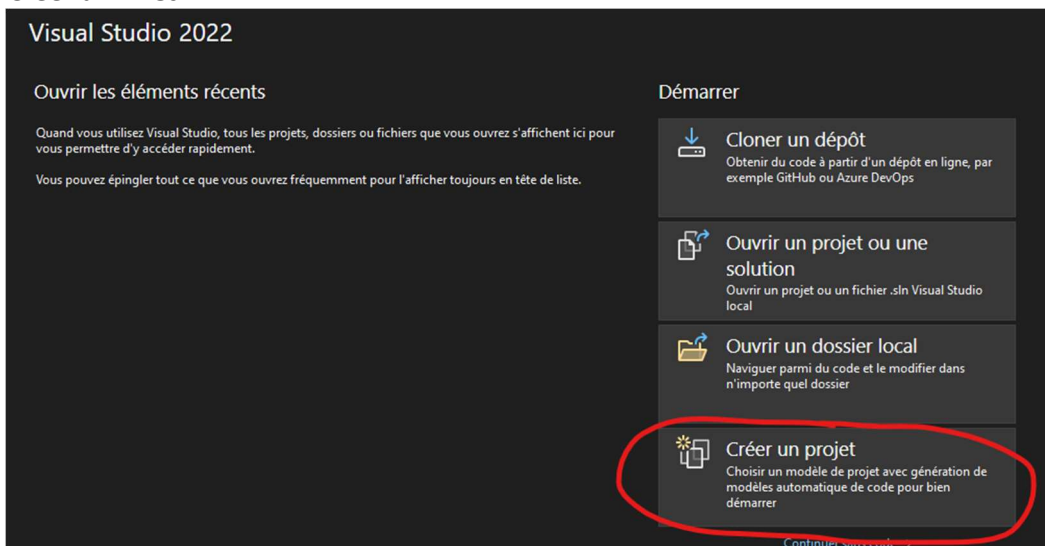 Visual Studio 2022
Ouvrir les éléments récents
Quand vous utilisez Visual Studio, tous les projets, dossiers ou fichiers que vous ouvrez s'affichent ici pour
vous permettre d'y accéder rapidement.
Vous pouvez épingler tout ce que vous ouvrez fréquemment pour l'afficher toujours en tête de liste.
Démarrer
Cloner un dépôt
Obtenir du code à partir d'un dépôt en ligne, par
exemple GitHub ou Azure DevOps
Ouvrir un projet ou une
solution
Ouvrir un projet ou un fichier .sln Visual Studio
local
Ouvrir un dossier local
Naviguer parmi du code et le modifier dans
n'importe quel dossier
Créer un projet
Choisir un modèle de projet avec génération de
modèles automatique de code pour bien
démarrer
Continuer